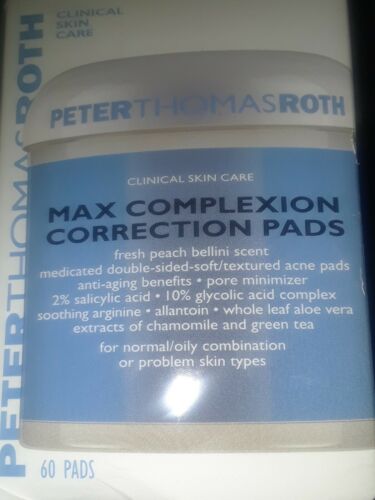 CLINICAL
SKIN
CARE
PETERTHOMASROTH
PETERTHOMASROTH
CLINICAL SKIN CARE
MAX COMPLEXION
CORRECTION PADS
fresh peach bellini scent
medicated double-sided-soft/textured acne pads
anti-aging benefits • pore minimizer
2% salicylic acid • 10% glycolic acid complex
soothing arginine • allantoin • whole leaf aloe vera
extracts of chamomile and green tea
for normal/oily combination
or problem skin types
60 PADS